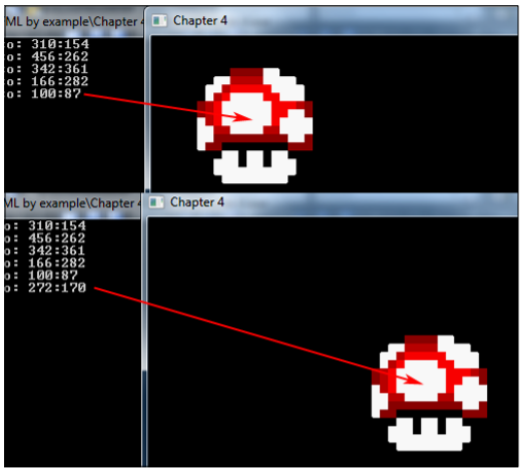 ML by example\Chapter 4
Chapter 4
o: 310:154
o: 456:262
o: 342:361
o: 166:282
o: 100:87
ML by example\Chapter 4
Chapter 4
o: 310:154
o: 456:262
o: 342:361
o: 166:282
o: 100:87
o: 272:170